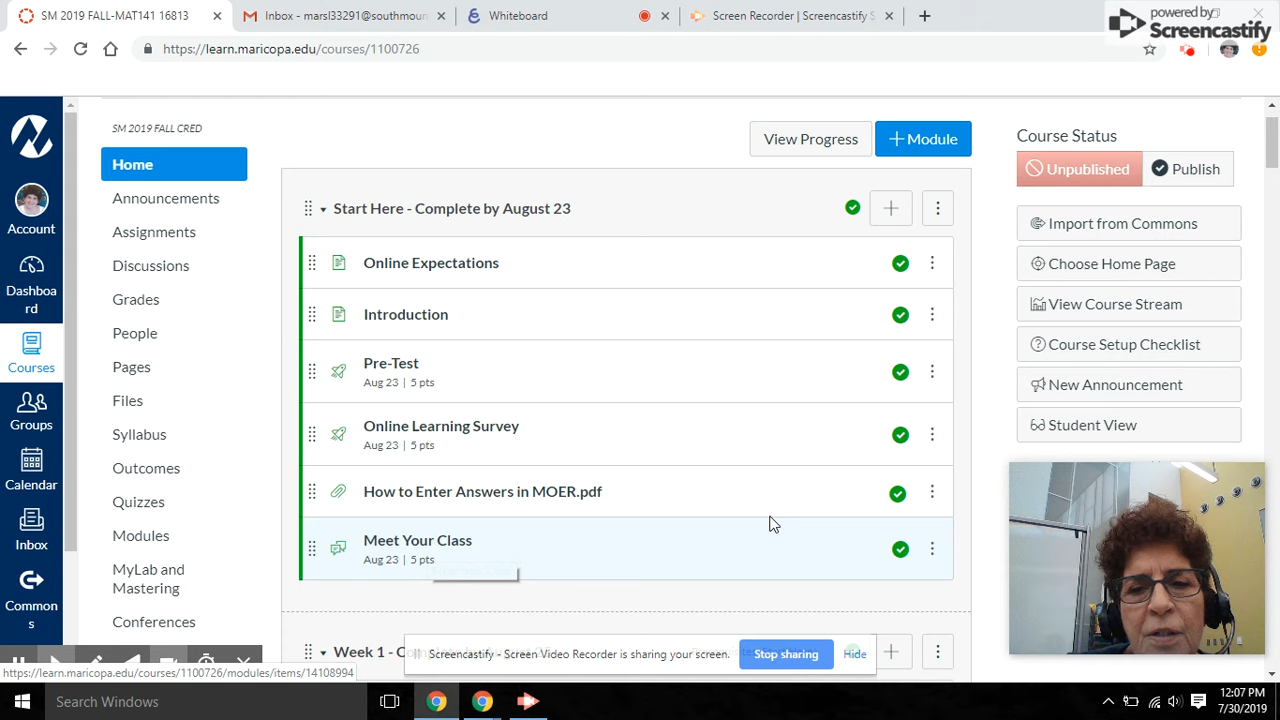 SM 2019 FALL-MAT141 16813
Inbox - marsl33291@southmoun
Whiteboard
Screen Recorder | Screencastify S
powered by
Screencastify
https://learn.maricopa.edu/courses/1100726
SM 2019 FALL CRED
Home
Announcements
Assignments
Discussions
Grades
People
Pages
Files
Syllabus
Outcomes
Quizzes
Modules
MyLab and
Mastering
Conferences
Account
Dashboa
rd
Courses
Groups
Calendar
Inbox
Common
s
View Progress
+ Module
Start Here - Complete by August 23
Online Expectations
Introduction
Pre-Test
Aug 23 | 5 pts
Online Learning Survey
Aug 23 | 5 pts
How to Enter Answers in MOER.pdf
Meet Your Class
Aug 23 | 5 pts
Week 1 - C
Screencastify - Screen Video Recorder is sharing your screen.
Stop sharing
Hide
Course Status
Unpublished
Publish
Import from Commons
Choose Home Page
View Course Stream
Course Setup Checklist
New Announcement
Student View
https://learn.maricopa.edu/courses/1100726/modules/items/14108994
Search Windows
12:07 PM
7/30/2019